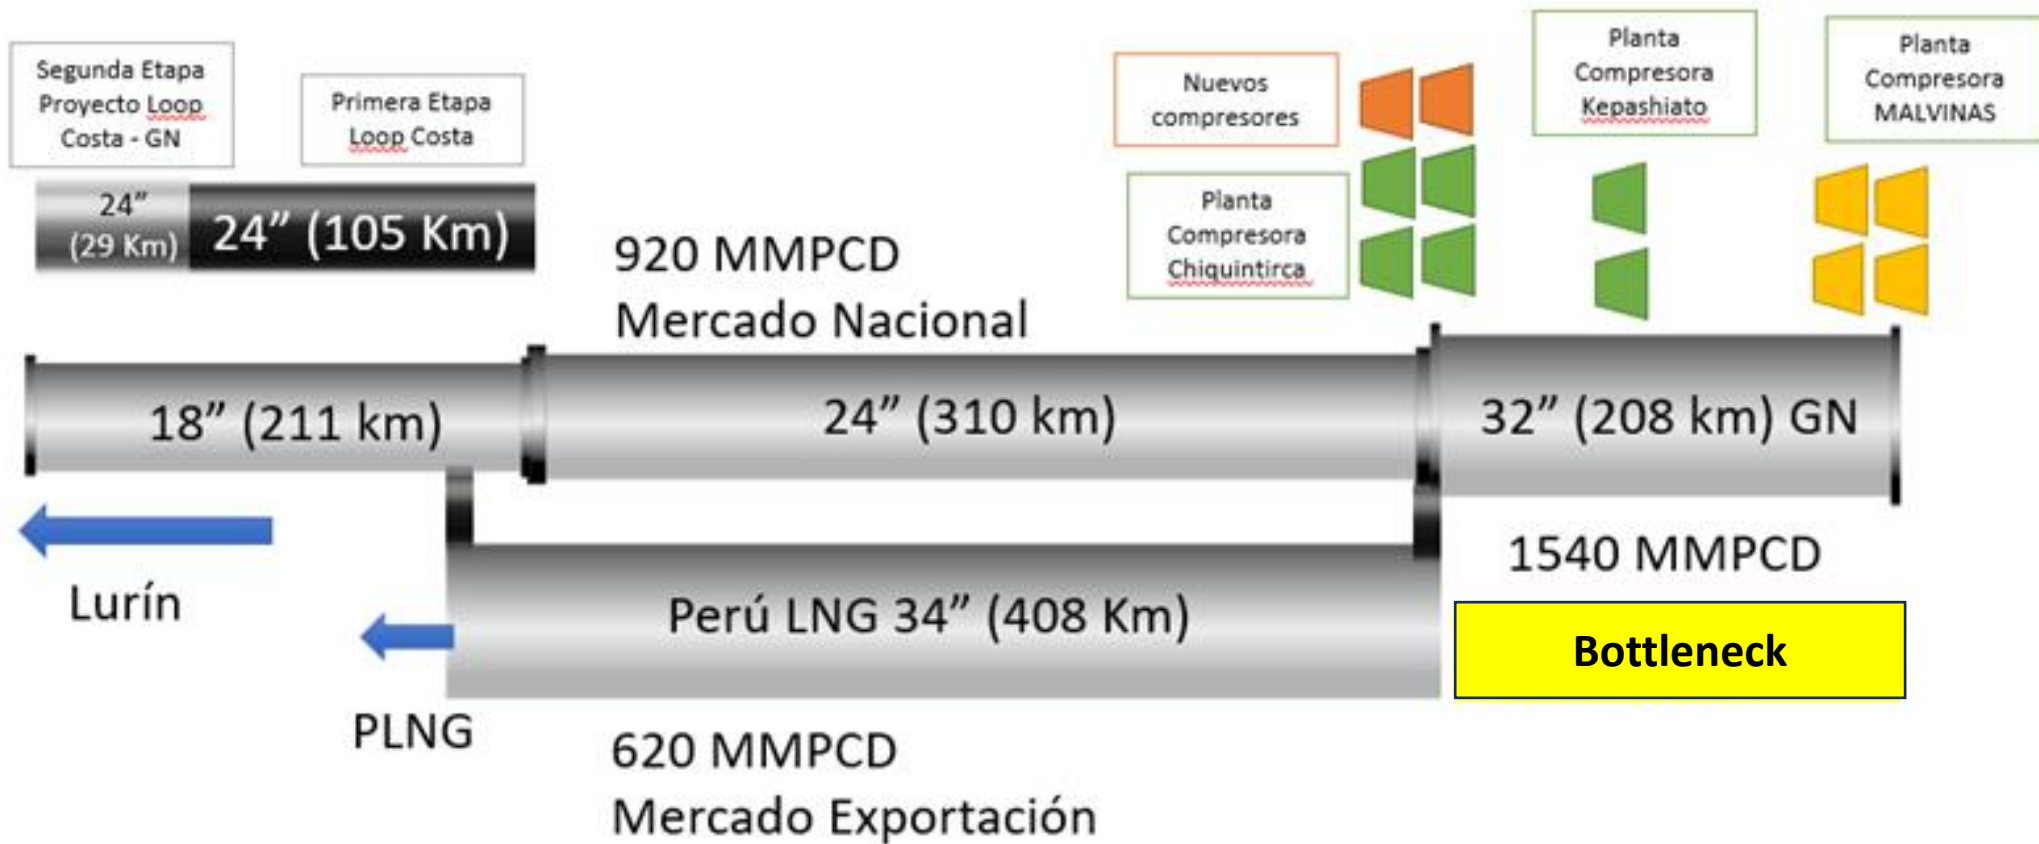 Segunda Etapa
Proyecto Loop
Costa - GN
Primera Etapa
Loop Costa
Nuevos
compresores
Planta
Compresora
Kepashiato
Planta
Compresora
MALVINAS
24”
(29 Km)
24” (105 Km)
Planta
Compresora
Chiquintirca
920 MMPCD
Mercado Nacional
18” (211 km)
24” (310 km)
32” (208 km) GN
Lurín
Perú LNG 34” (408 Km)
1540 MMPCD
Bottleneck
PLNG
620 MMPCD
Mercado Exportación